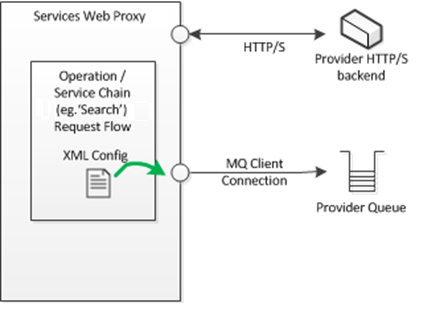 Services Web Proxy
HTTP/S
Provider HTTP/S
backend
Operation /
Service Chain
(eg.‘Search’)
Request Flow
XML Config
MQ Client
Connection
Provider Queue